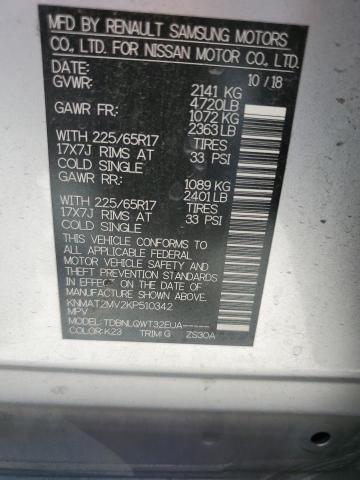 MFD BY RENAULT SAMSUNG MOTORS
CO., LTD. FOR NISSAN MOTOR CO., LTD.
DATE: 10 / 18
GVWR: 2141 KG
4720LB
GAWR FR: 1072 KG
2363 LB
WITH 225/65R17 TIRES
17X7J RIMS AT 33 PSI
COLD SINGLE
GAWR RR: 1089 KG
2401 LB
WITH 225/65R17 TIRES
17X7J RIMS AT 33 PSI
COLD SINGLE
THIS VEHICLE CONFORMS TO
ALL APPLICABLE FEDERAL
MOTOR VEHICLE SAFETY AND
THEFT PREVENTION STANDARDS
IN EFFECT ON THE DATE OF
MANUFACTURE SHOWN ABOVE.
KNMAT2MV2KP510342
MPV
MODEL: TDBNLQWT32EUA-----
COLOR: K23 TRIM: G ZS30A